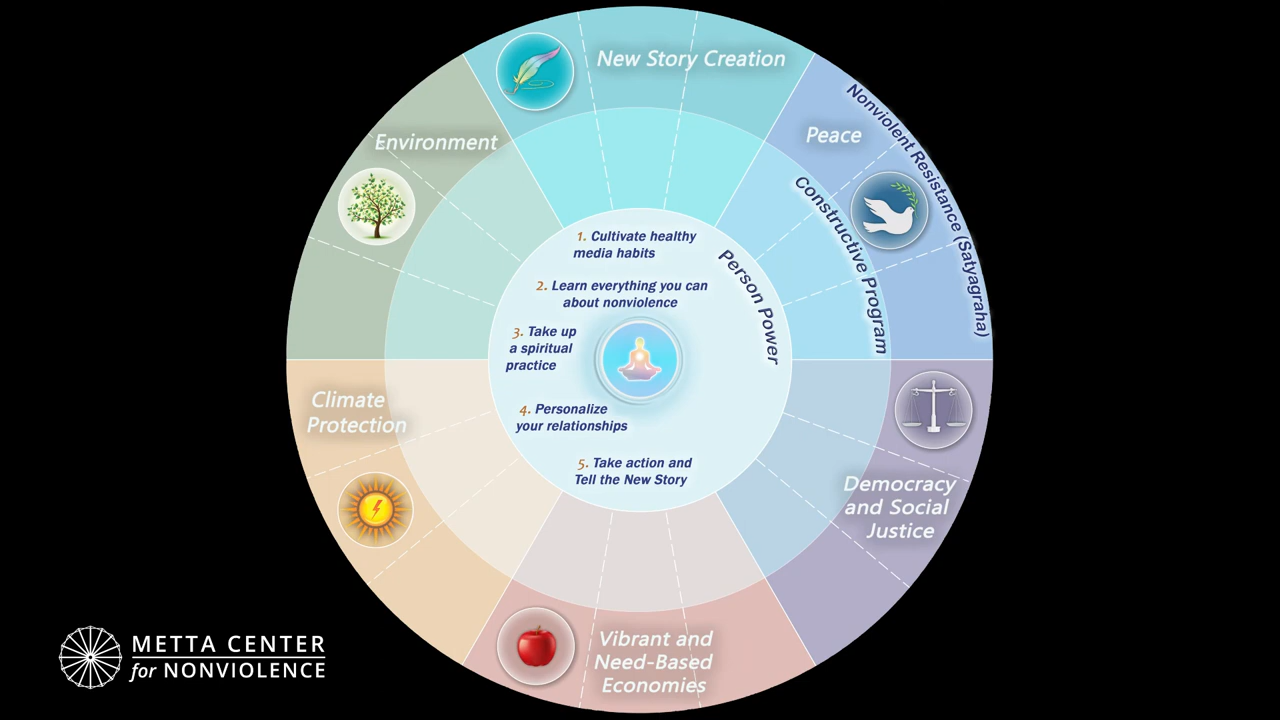 New Story Creation
Environment
Peace
Nonviolent Resistance (Satyagraha)
Constructive Program
Person Power
1. Cultivate healthy
media habits
2. Learn everything you can
about nonviolence
3. Take up
a spiritual
practice
4. Personalize
your relationships
5. Take action and
Tell the New Story
Climate
Protection
Democracy
and Social
Justice
Vibrant and
Need-Based
Economies
METTA CENTER
for NONVIOLENCE